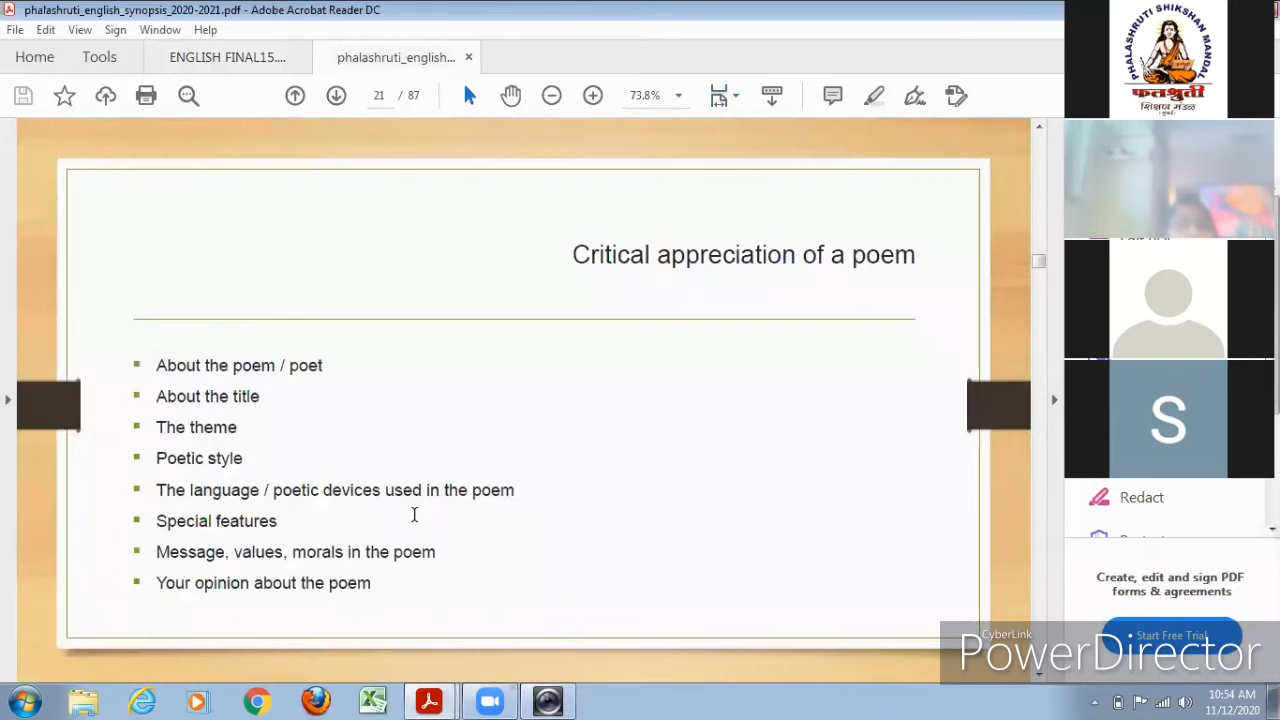 phalashruti_english_synopsis_2020-2021.pdf - Adobe Acrobat Reader DC
File Edit View Sign Window Help
Home Tools ENGLISH FINAL15.... phalashruti_english... ×
21 / 87 73.8%
Critical appreciation of a poem
About the poem / poet
About the title
The theme
Poetic style
The language / poetic devices used in the poem
Special features
Message, values, morals in the poem
Your opinion about the poem
PHALASHRUTI SHIKSHAN MANDAL
फलश्रुती
शिक्षण मंडळ
S
Redact
Create, edit and sign PDF
forms & agreements
Start Free Trial
CyberLink
PowerDirector
10:54 AM
11/12/2020